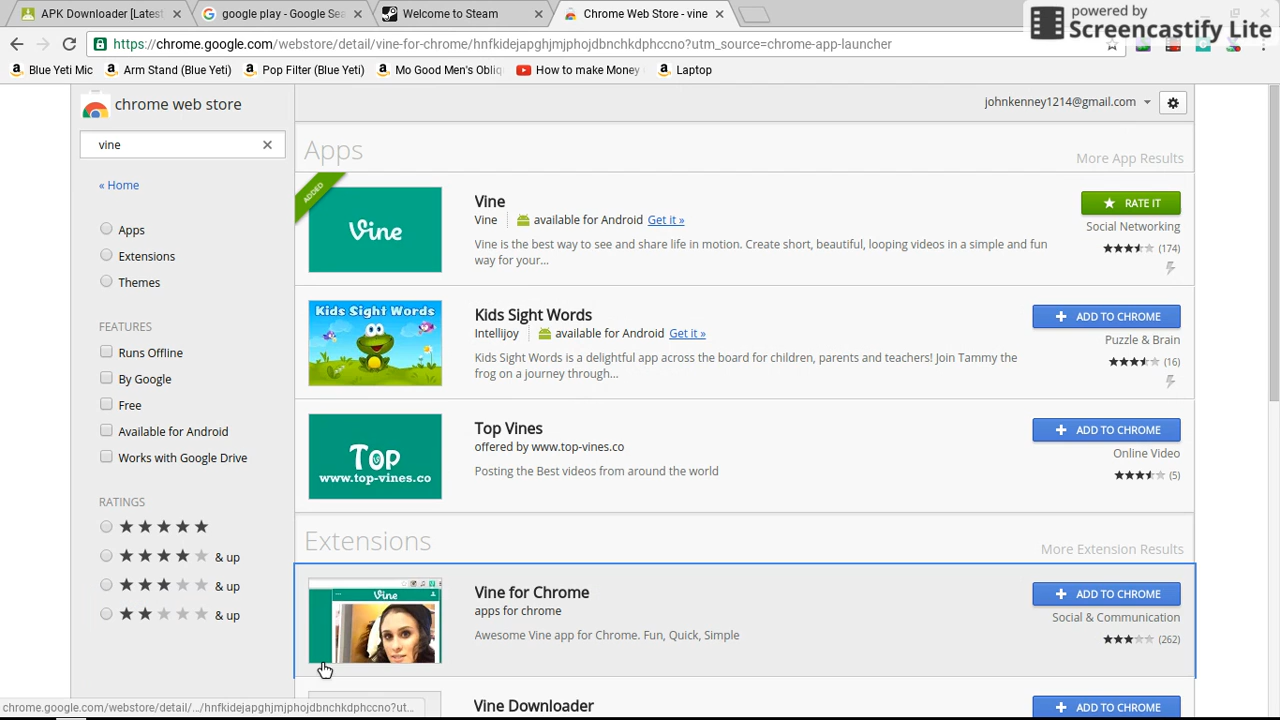 APK Downloader [Latest
google play - Google Sea
Welcome to Steam
Chrome Web Store - vine
powered by
Screencastify Lite
https://chrome.google.com/webstore/detail/vine-for-chrome/hnfkidejapghjmjphojdbnchkdphccno?utm_source=chrome-app-launcher
Blue Yeti Mic
Arm Stand (Blue Yeti)
Pop Filter (Blue Yeti)
Mo Good Men's Obliq
How to make Money
Laptop
chrome web store
johnkenney1214@gmail.com
vine
« Home
Apps
Extensions
Themes
FEATURES
Runs Offline
By Google
Free
Available for Android
Works with Google Drive
RATINGS
& up
& up
& up
Apps
More App Results
ADDED
Vine
Vine
Vine
available for Android Get it »
Vine is the best way to see and share life in motion. Create short, beautiful, looping videos in a simple and fun
way for your...
RATE IT
Social Networking
(174)
Kids Sight Words
Kids Sight Words
Intellijoy
available for Android Get it »
Kids Sight Words is a delightful app across the board for children, parents and teachers! Join Tammy the
frog on a journey through...
ADD TO CHROME
Puzzle & Brain
(16)
Top
www.top-vines.co
Top Vines
offered by www.top-vines.co
Posting the Best videos from around the world
ADD TO CHROME
Online Video
(5)
Extensions
More Extension Results
Vine
Vine for Chrome
apps for chrome
Awesome Vine app for Chrome. Fun, Quick, Simple
ADD TO CHROME
Social & Communication
(262)
Vine Downloader
ADD TO CHROME
chrome.google.com/webstore/detail/.../hnfkidejapghjmjphojdbnchkdphccno?ut...